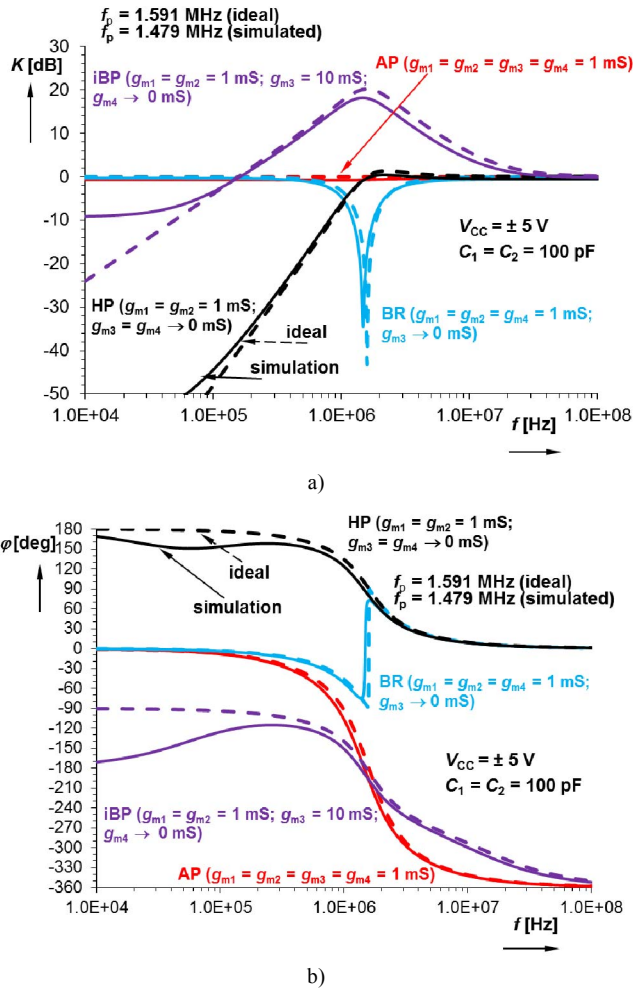 fp = 1.591 MHz (ideal)
fp = 1.479 MHz (simulated)
K [dB]
iBP (gm1 = gm2 = 1 mS; gm3 = 10 mS;
gm4 → 0 mS)
AP (gm1 = gm2 = gm3 = gm4 = 1 mS)
30
20
10
0
-10
-20
-30
-40
-50
VCC = ± 5 V
C1 = C2 = 100 pF
HP (gm1 = gm2 = 1 mS;
gm3 = gm4 → 0 mS)
ideal
simulation
BR (gm1 = gm2 = gm4 = 1 mS;
gm3 → 0 mS)
1.0E+04 1.0E+05 1.0E+06 1.0E+07 1.0E+08
f [Hz]
a)
φ [deg]
180
150
120
90
60
30
0
-30
-60
-90
-120
-150
-180
-210
-240
-270
-300
-330
-360
HP (gm1 = gm2 = 1 mS;
gm3 = gm4 → 0 mS)
ideal
simulation
fp = 1.591 MHz (ideal)
fp = 1.479 MHz (simulated)
BR (gm1 = gm2 = gm4 = 1 mS;
gm3 → 0 mS)
VCC = ± 5 V
C1 = C2 = 100 pF
iBP (gm1 = gm2 = 1 mS; gm3 = 10 mS;
gm4 → 0 mS)
AP (gm1 = gm2 = gm3 = gm4 = 1 mS)
1.0E+04 1.0E+05 1.0E+06 1.0E+07 1.0E+08
f [Hz]
b)